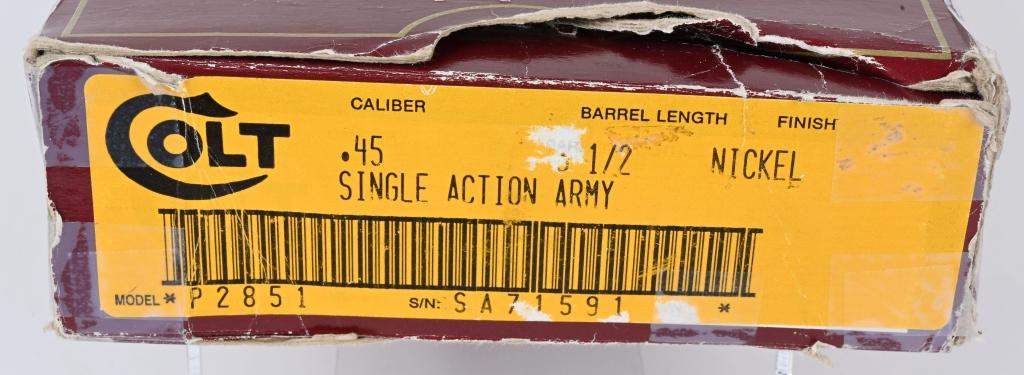 COLT
CALIBER BARREL LENGTH FINISH
.45 1/2 NICKEL
SINGLE ACTION ARMY
MODEL * P2851 S/N: SA71591 *